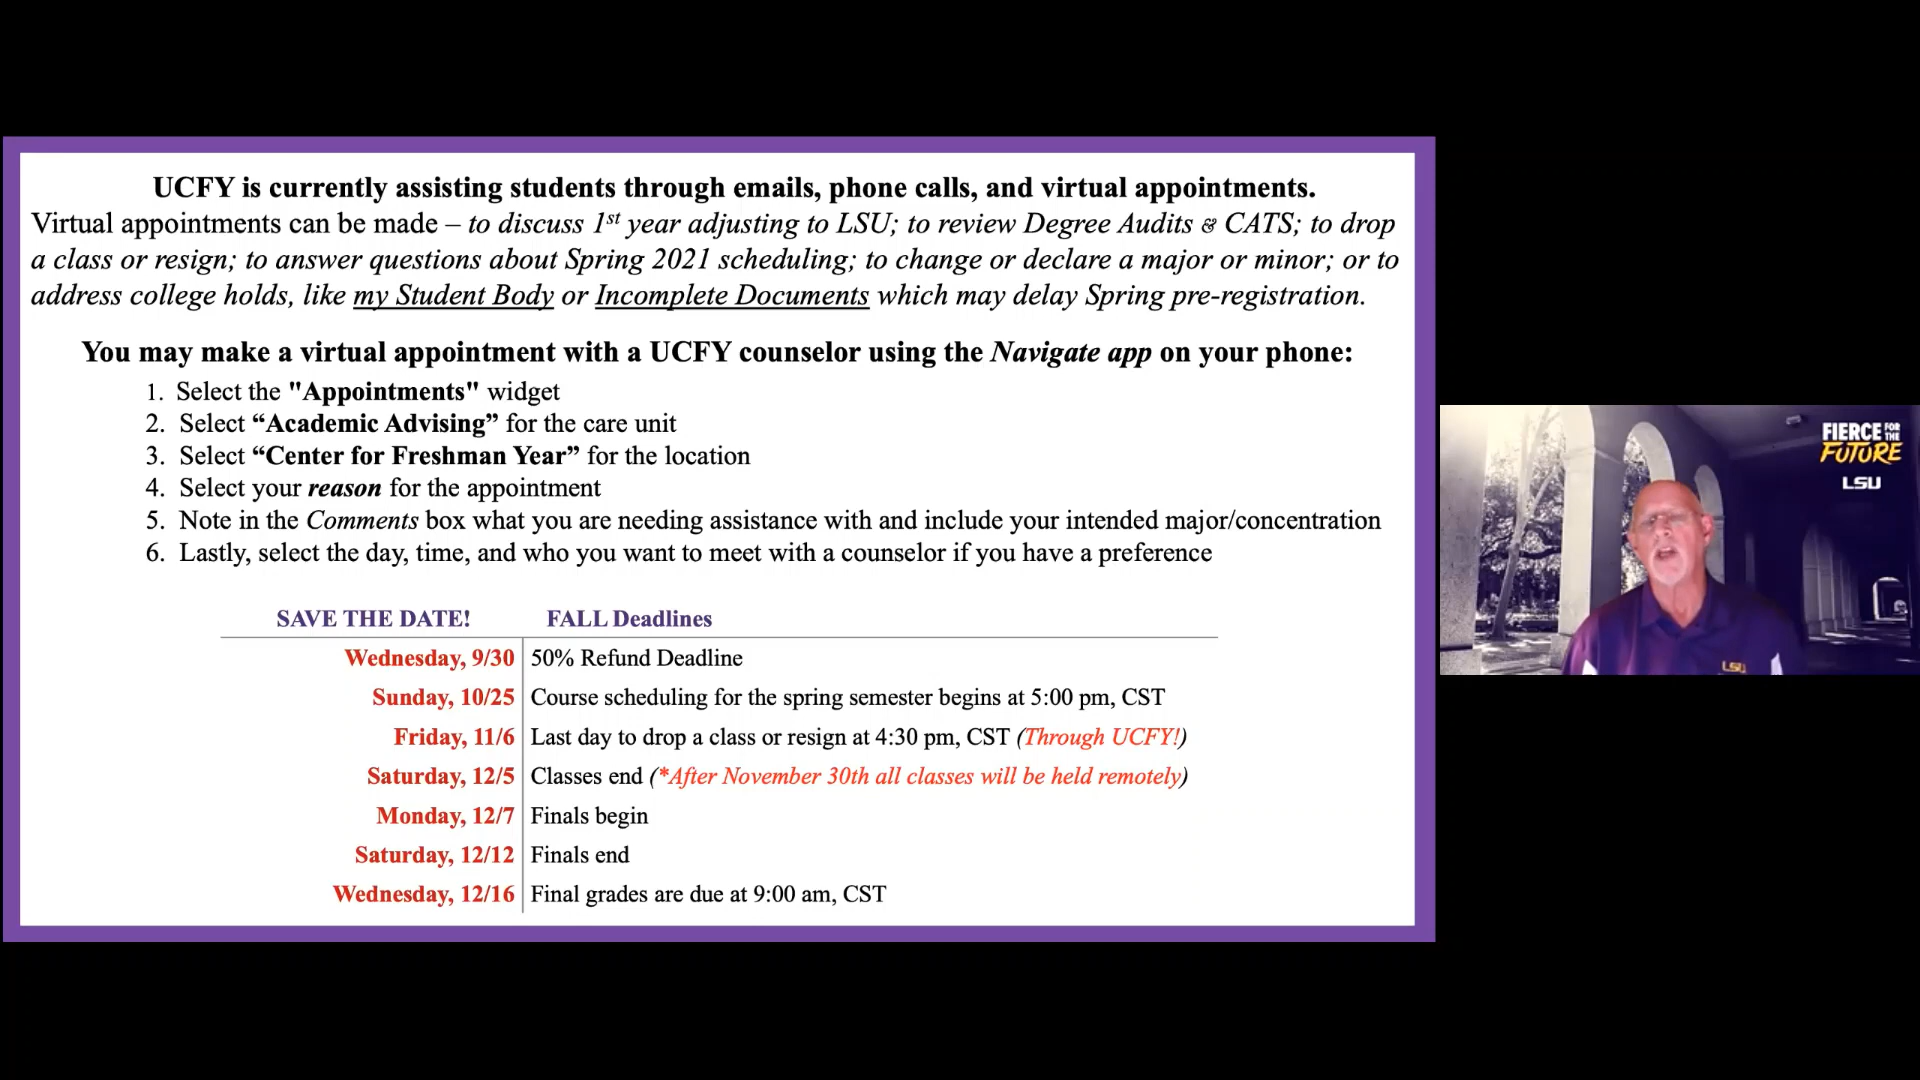 UCFY is currently assisting students through emails, phone calls, and virtual appointments.
Virtual appointments can be made – to discuss 1st year adjusting to LSU; to review Degree Audits & CATS; to drop
a class or resign; to answer questions about Spring 2021 scheduling; to change or declare a major or minor; or to
address college holds, like my Student Body or Incomplete Documents which may delay Spring pre-registration.
You may make a virtual appointment with a UCFY counselor using the Navigate app on your phone:
1. Select the "Appointments" widget
2. Select “Academic Advising” for the care unit
3. Select “Center for Freshman Year” for the location
4. Select your reason for the appointment
5. Note in the Comments box what you are needing assistance with and include your intended major/concentration
6. Lastly, select the day, time, and who you want to meet with a counselor if you have a preference
SAVE THE DATE! FALL Deadlines
Wednesday, 9/30 50% Refund Deadline
Sunday, 10/25 Course scheduling for the spring semester begins at 5:00 pm, CST
Friday, 11/6 Last day to drop a class or resign at 4:30 pm, CST (Through UCFY!)
Saturday, 12/5 Classes end (*After November 30th all classes will be held remotely)
Monday, 12/7 Finals begin
Saturday, 12/12 Finals end
Wednesday, 12/16 Final grades are due at 9:00 am, CST
FIERCE FOR THE
FUTURE
LSU
LSU